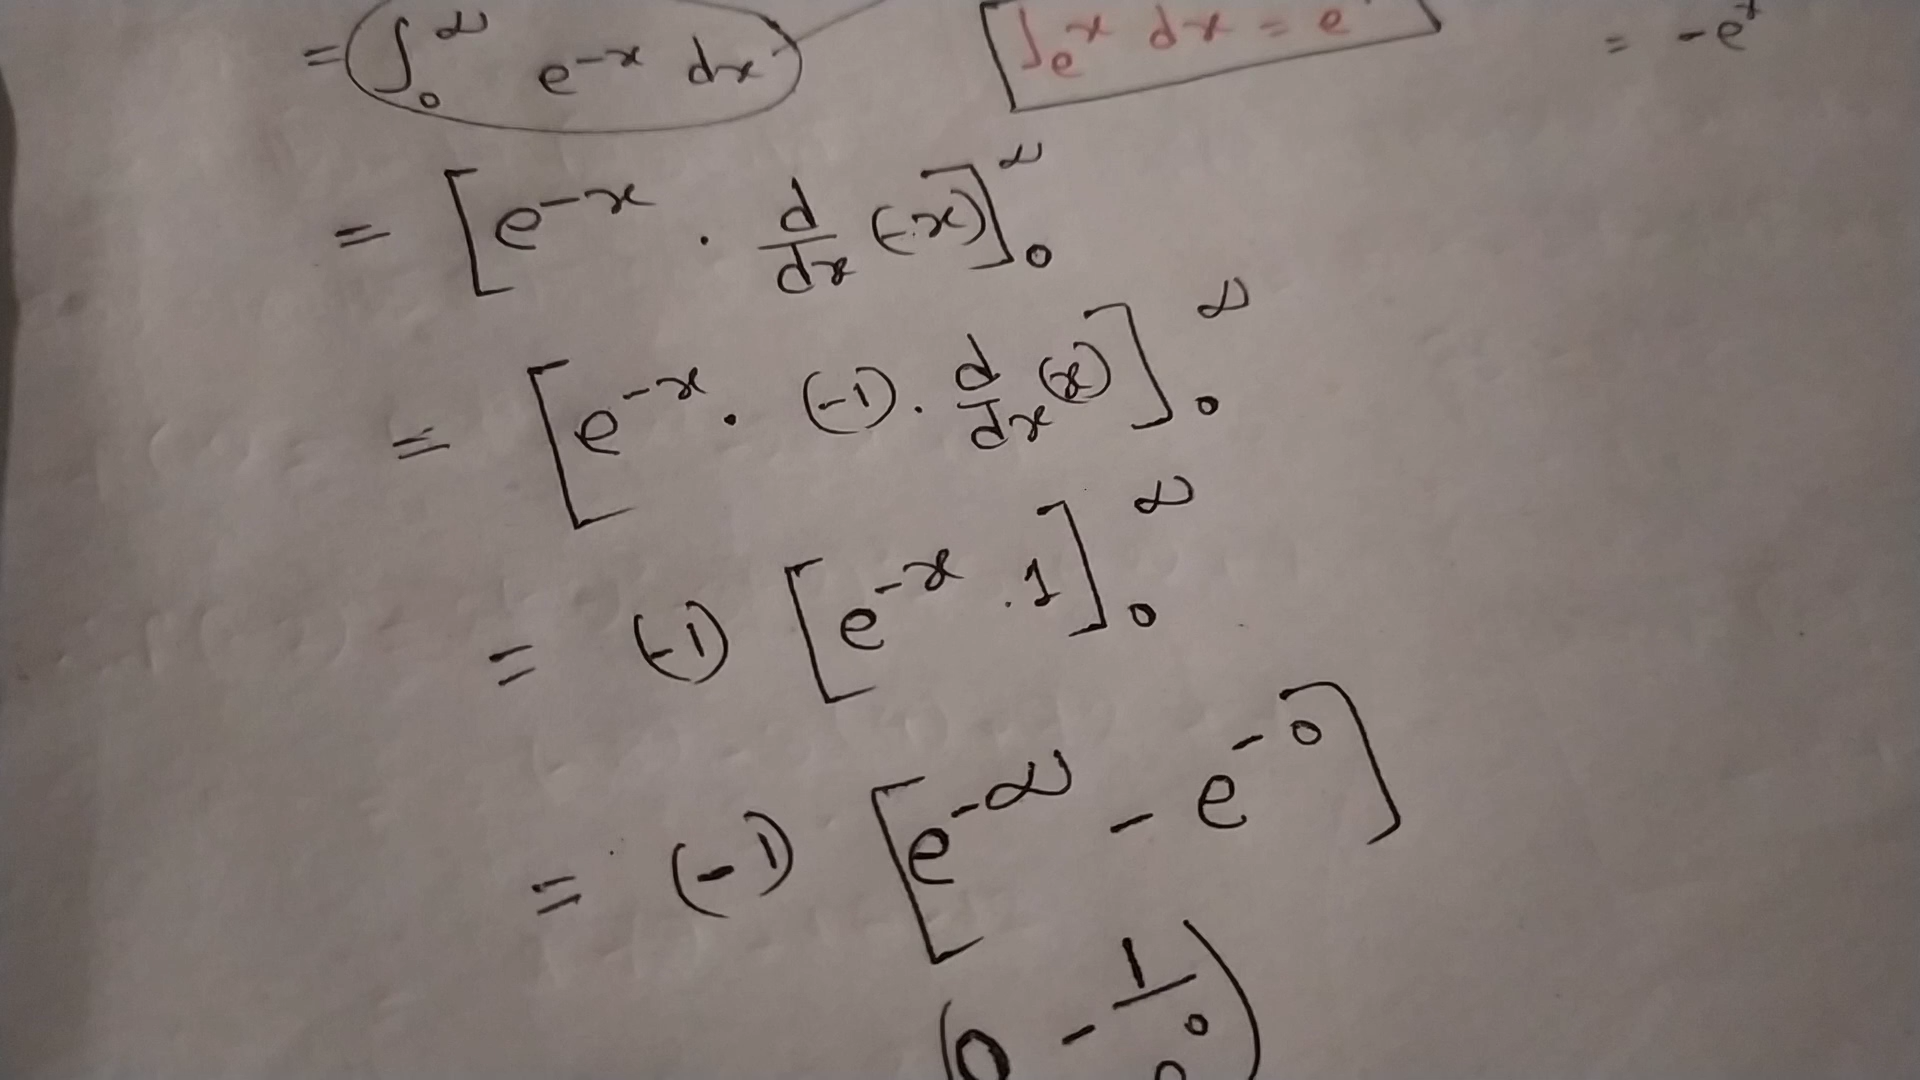 = ∫₀^∞ e^{-x} dx   ∫e^x dx = e   = -e^x
= [e^{-x} · d/dx (-x)]₀^∞
= [e^{-x} · (-1) · d/dx (x)]₀^∞
= (-1) [e^{-x} · 1]₀^∞
= (-1) [e^{-∞} - e^{-0}]
(0 - 1/e^0)